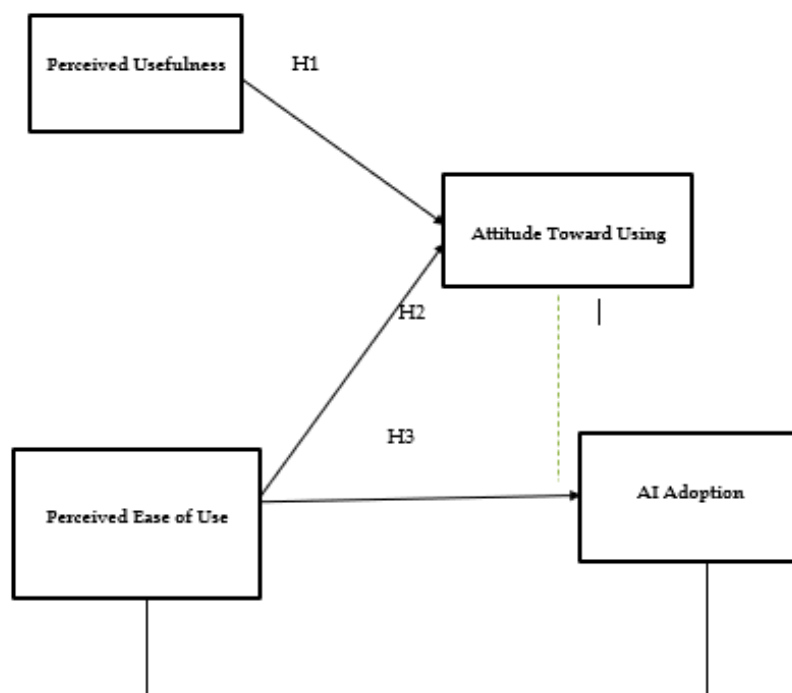 Perceived Usefulness
H1
Attitude Toward Using
H2
H3
Perceived Ease of Use
AI Adoption